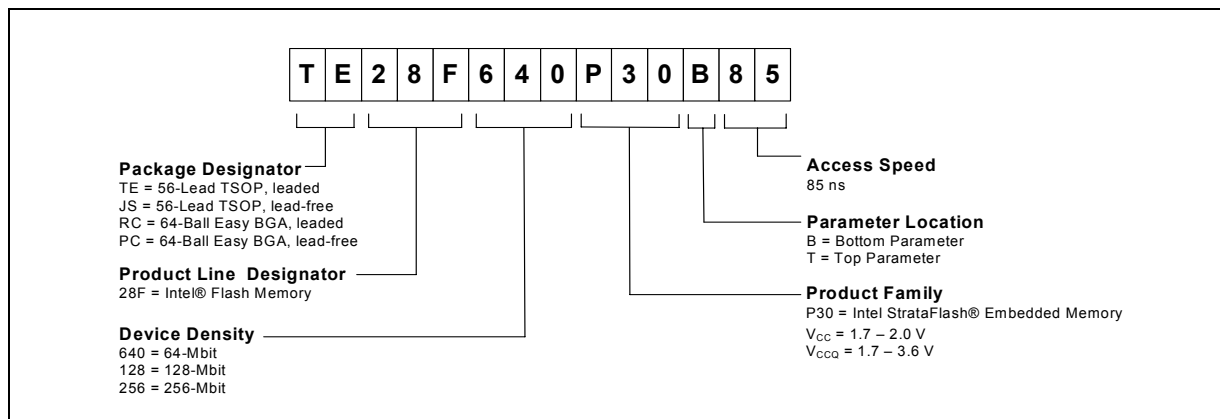 T E 2 8 F 6 4 0 P 3 0 B 8 5
Package Designator
TE = 56-Lead TSOP, leaded
JS = 56-Lead TSOP, lead-free
RC = 64-Ball Easy BGA, leaded
PC = 64-Ball Easy BGA, lead-free
Product Line Designator
28F = Intel® Flash Memory
Device Density
640 = 64-Mbit
128 = 128-Mbit
256 = 256-Mbit
Access Speed
85 ns
Parameter Location
B = Bottom Parameter
T = Top Parameter
Product Family
P30 = Intel StrataFlash® Embedded Memory
VCC = 1.7 – 2.0 V
VCCQ = 1.7 – 3.6 V